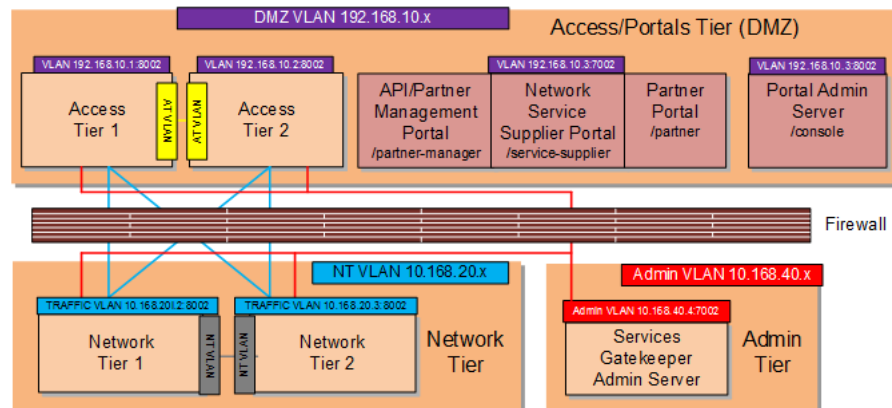 DMZ VLAN 192.168.10.x
Access/Portals Tier (DMZ)
VLAN 192.168.10.1:8002
VLAN 192.168.10.2:8002
VLAN 192.168.10.3:7002
VLAN 192.168.10.3:8002
Access
Tier 1
AT VLAN
AT VLAN
Access
Tier 2
API/Partner
Management
Portal
/partner-manager
Network
Service
Supplier Portal
/service-supplier
Partner
Portal
/partner
Portal Admin
Server
/console
Firewall
NT VLAN 10.168.20.x
Admin VLAN 10.168.40.x
TRAFFIC VLAN 10.168.20l.2:8002
TRAFFIC VLAN 10.168.20.3:8002
Admin VLAN 10.168.40.4:7002
Network
Tier 1
NT VLAN
NT VLAN
Network
Tier 2
Network
Tier
Services
Gatekeeper
Admin Server
Admin
Tier